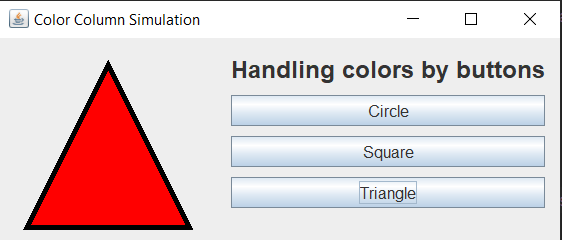 Color Column Simulation
Handling colors by buttons
Circle
Square
Triangle